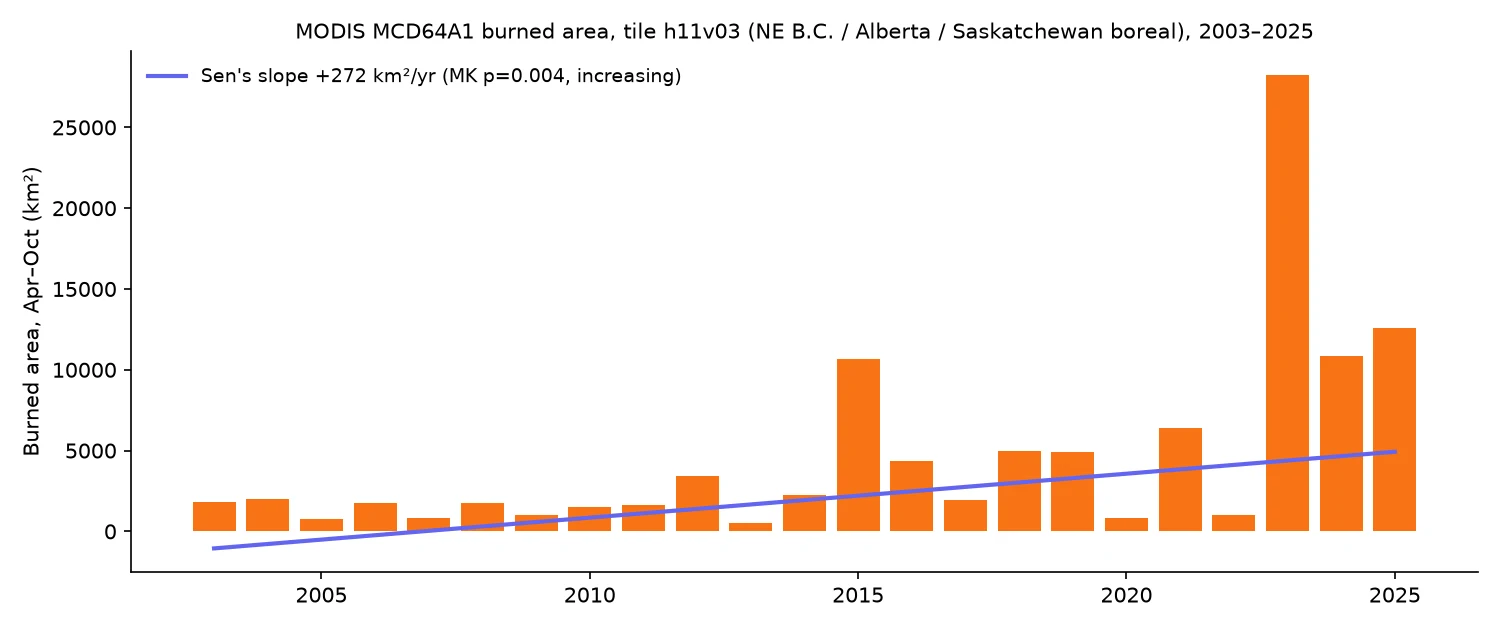 MODIS MCD64A1 burned area, tile h11v03 (NE B.C. / Alberta / Saskatchewan boreal), 2003–2025
Sen's slope +272 km²/yr (MK p=0.004, increasing)
Burned area, Apr–Oct (km²)
25000
20000
15000
10000
5000
0
2005 2010 2015 2020 2025